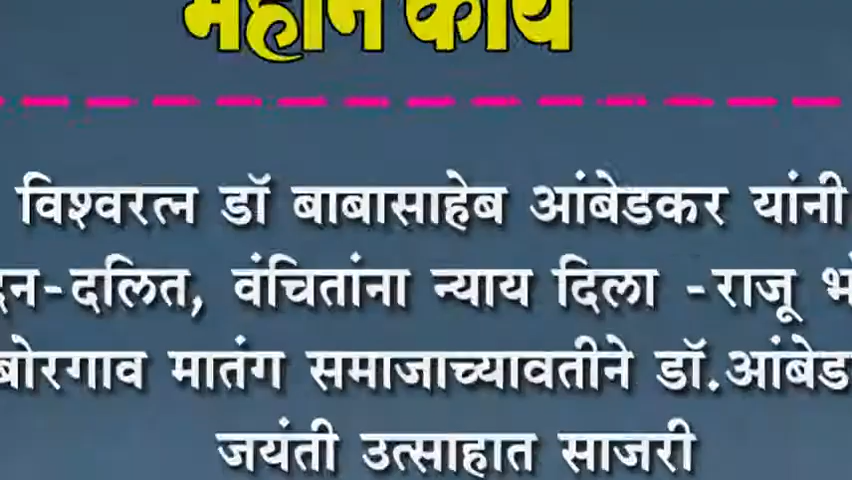 महान कार्य
विश्वरत्न डॉ बाबासाहेब आंबेडकर यांनी
दलित, वंचितांना न्याय दिला -राजू
बोरगाव मातंग समाजाच्यावतीने डॉ.आंबेड
जयंती उत्साहात साजरी